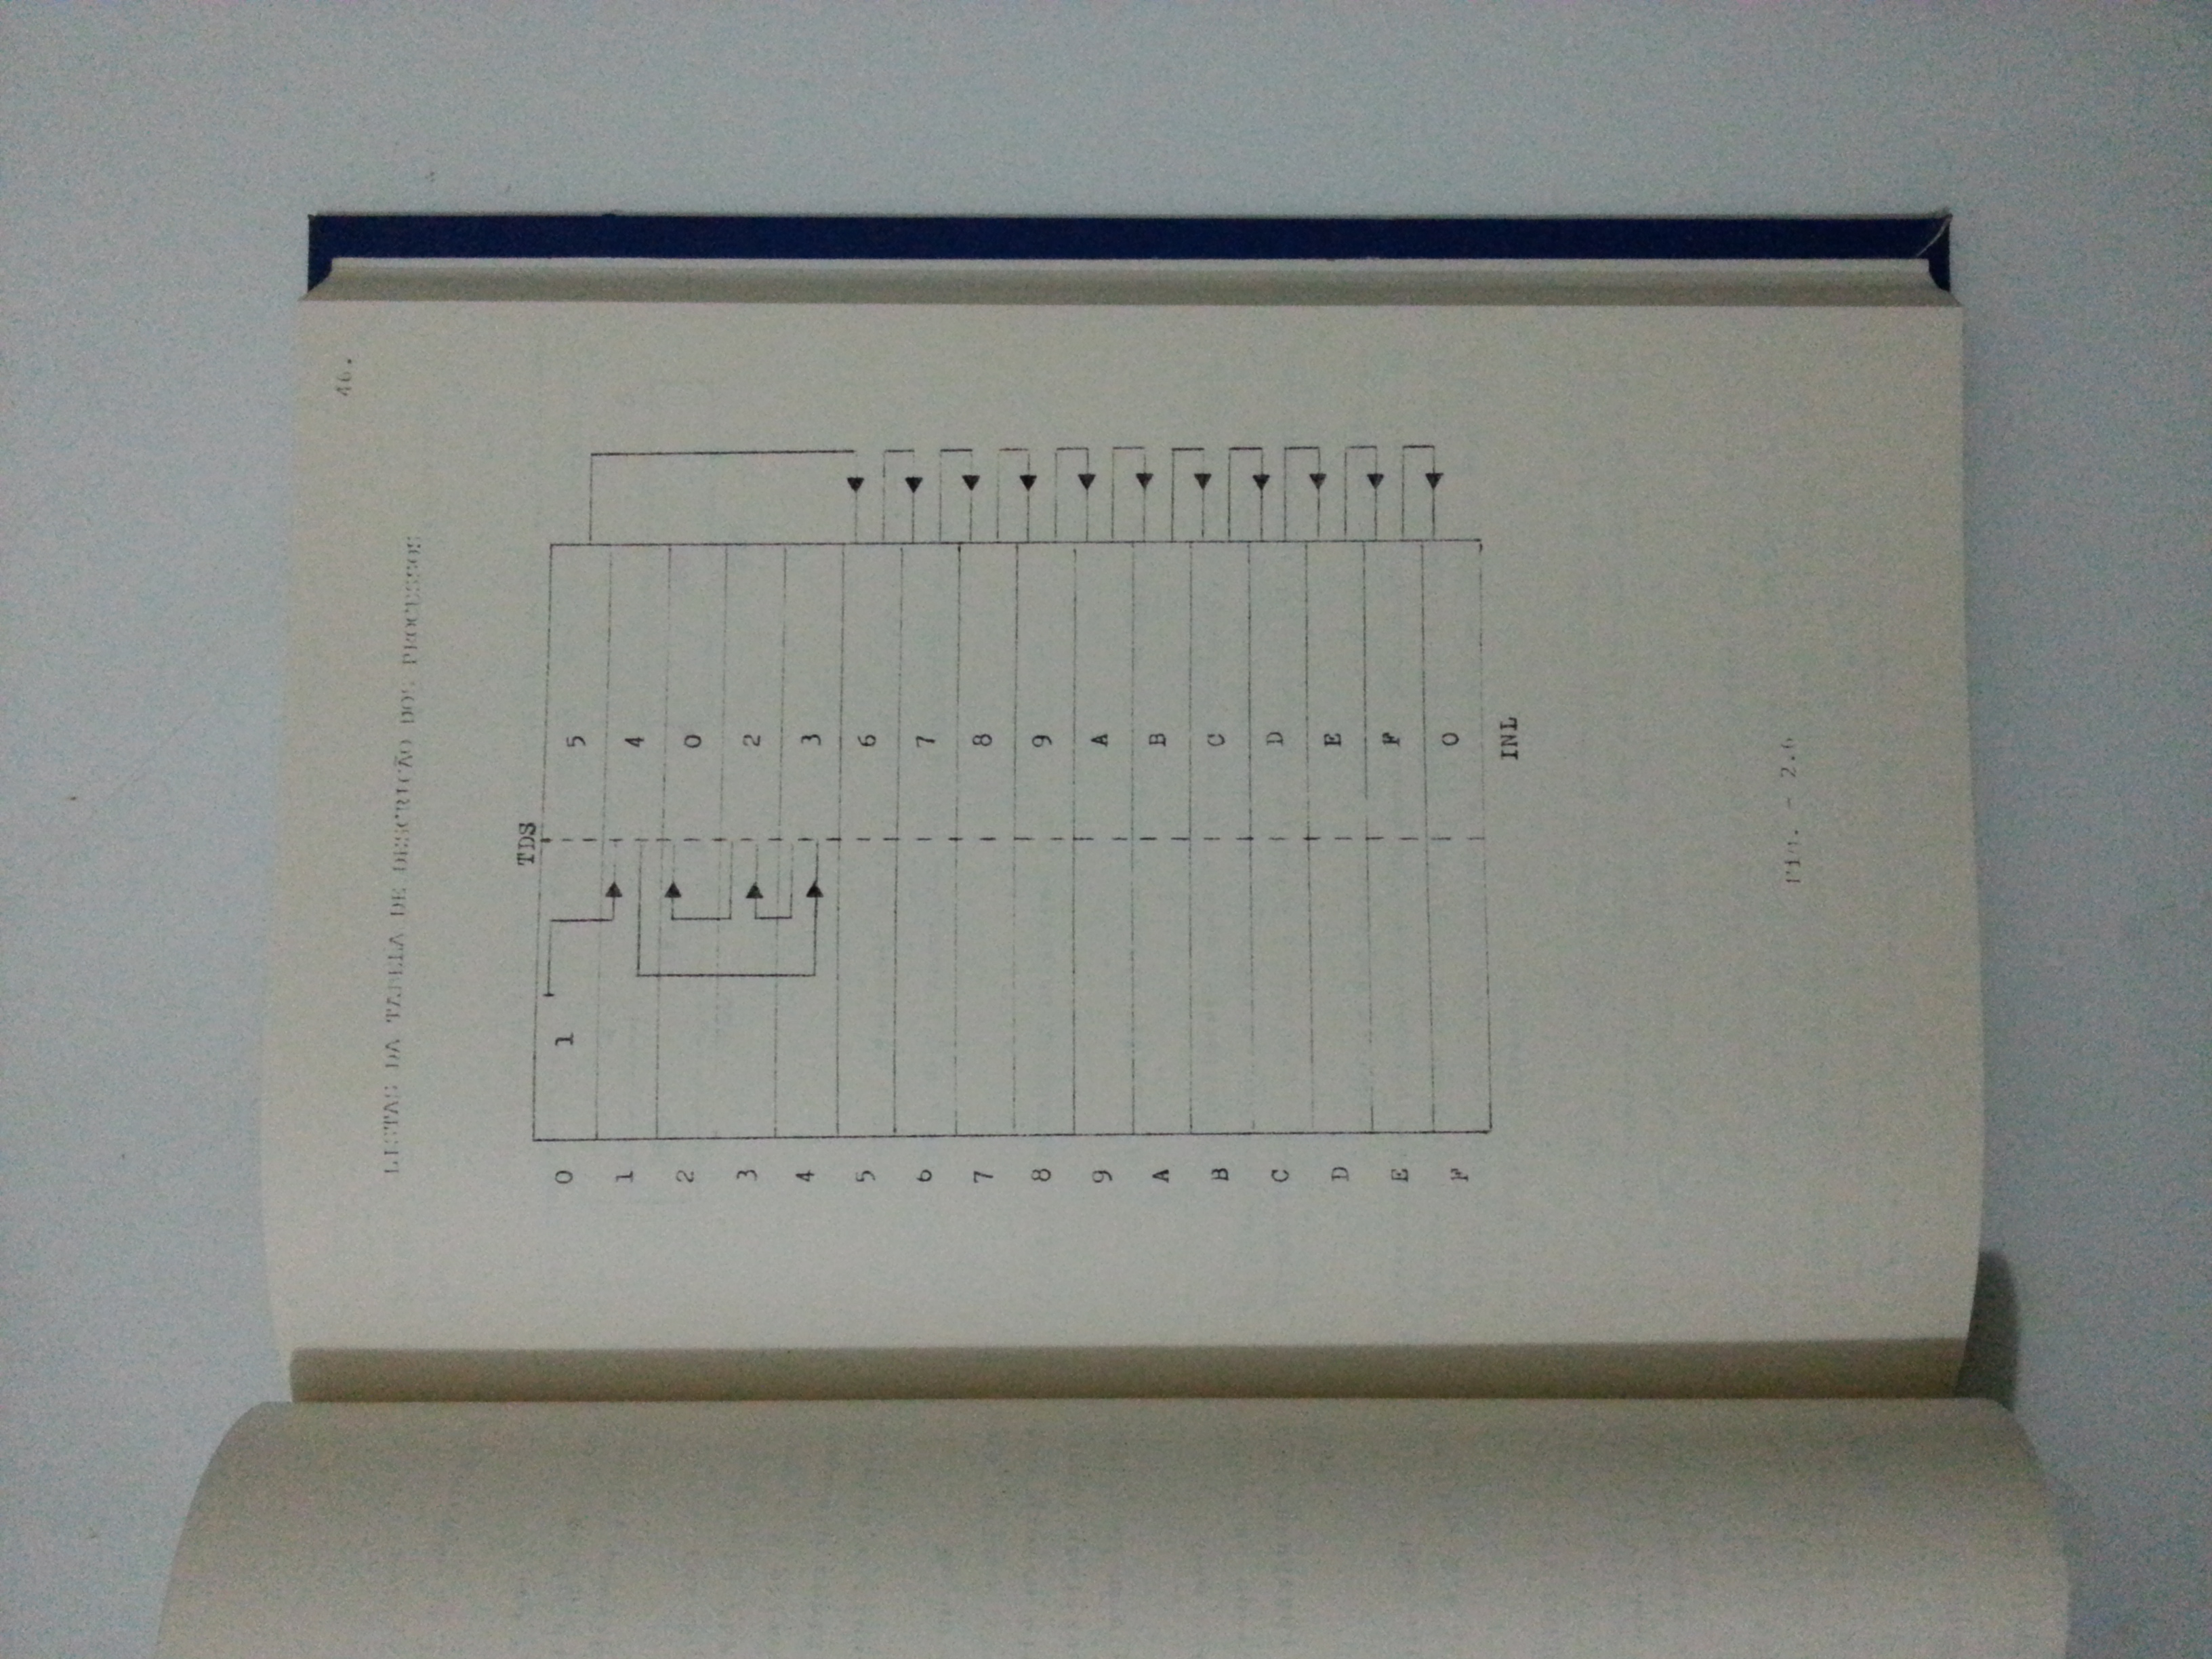 46.
LISTAS DA TABELA DE DESCRIÇÃO DOS PROCESSOS
TDS
0 1 5
1 4
2 0
3 2
4 3
5 6
6 7
7 8
8 9
9 A
A B
B C
C D
D E
E F
F 0
INL
Fig. - 2.6